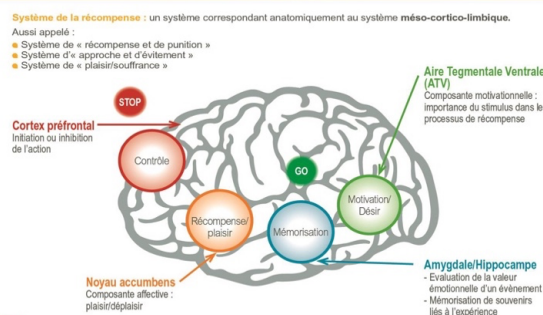 Système de la récompense : un système correspondant anatomiquement au système méso-cortico-limbique.
Aussi appelé :
Système de « récompense et de punition »
Système d'« approche et d'évitement »
Système de « plaisir/souffrance »
STOP
Cortex préfrontal
Initiation ou inhibition
de l'action
Contrôle
Aire Tegmentale Ventrale
(ATV)
Composante motivationnelle :
importance du stimulus dans le
processus de récompense
GO
Motivation/
Désir
Récompense/
plaisir
Mémorisation
Noyau accumbens
Composante affective :
plaisir/déplaisir
Amygdale/Hippocampe
- Evaluation de la valeur
émotionnelle d'un évènement
- Mémorisation de souvenirs
liés à l'expérience